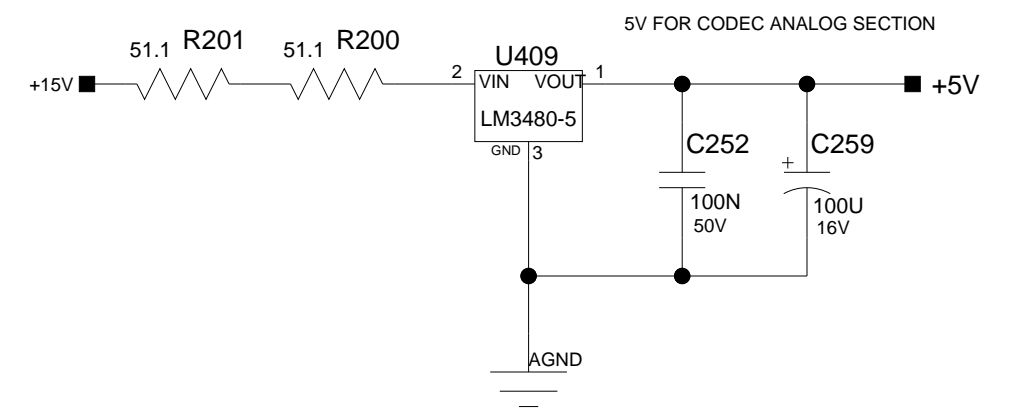 5V FOR CODEC ANALOG SECTION
51.1 R201
51.1 R200
U409
+15V
2
VIN
VOUT
1
+5V
LM3480-5
GND
3
C252
C259
+
100N
50V
100U
16V
AGND